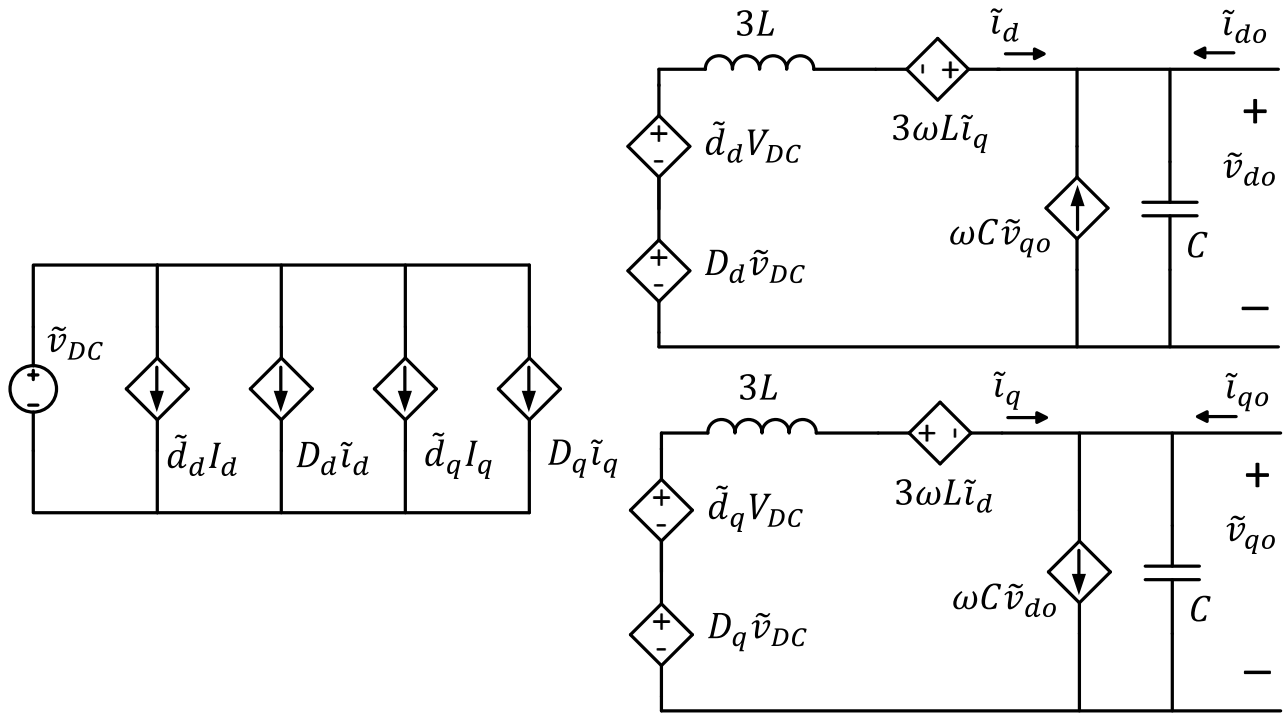 ṽ_DC
d̃_d I_d
D_d ĩ_d
d̃_q I_q
D_q ĩ_q
3L
ĩ_d
ĩ_do
3ωLĩ_q
d̃_d V_DC
D_d ṽ_DC
ωCṽ_qo
C
ṽ_do
3L
ĩ_q
ĩ_qo
3ωLĩ_d
d̃_q V_DC
D_q ṽ_DC
ωCṽ_do
C
ṽ_qo